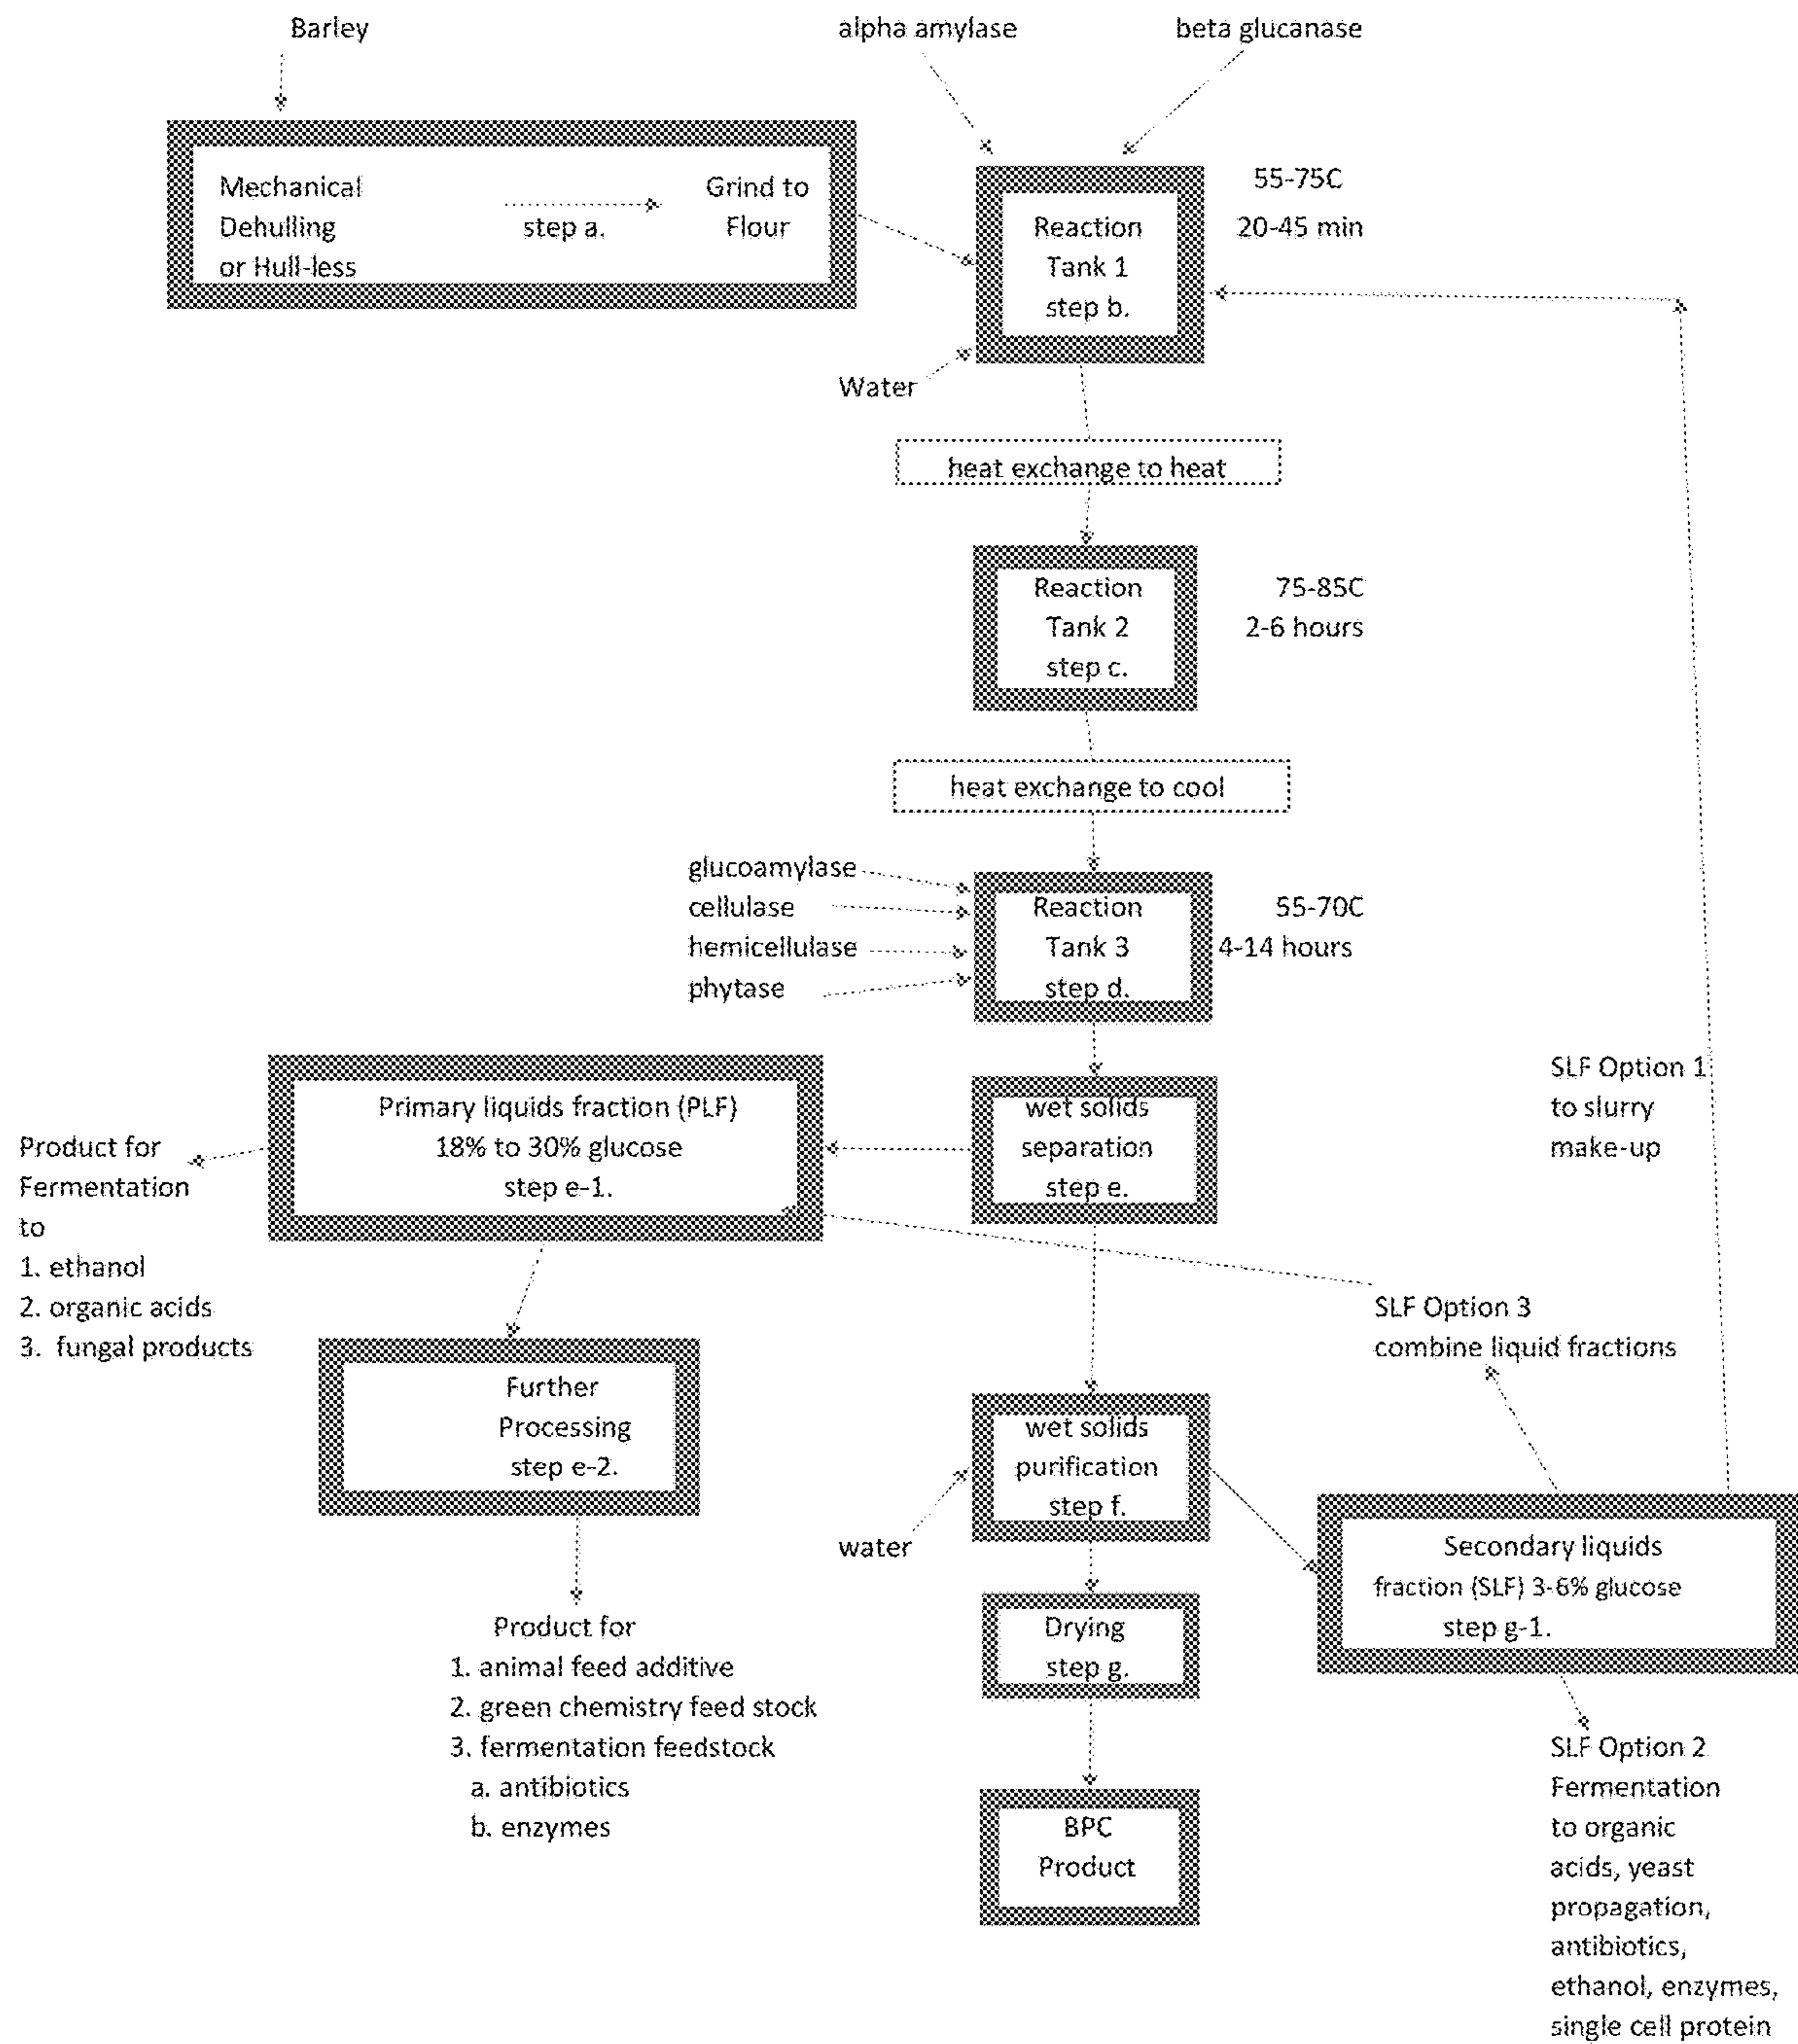 Barley
alpha amylase
beta glucanase
Mechanical
Dehulling
or Hull-less
step a.
Grind to
Flour
Reaction
Tank 1
step b.
55-75C
20-45 min
Water
heat exchange to heat
Reaction
Tank 2
step c.
75-85C
2-6 hours
heat exchange to cool
glucoamylase
cellulase
hemicellulase
phytase
Reaction
Tank 3
step d.
55-70C
4-14 hours
Primary liquids fraction (PLF)
18% to 30% glucose
step e-1.
wet solids
separation
step e.
SLF Option 1
to slurry
make-up
Product for
Fermentation
to
1. ethanol
2. organic acids
3. fungal products
SLF Option 3
combine liquid fractions
Further
Processing
step e-2.
wet solids
purification
step f.
water
Secondary liquids
fraction (SLF) 3-6% glucose
step g-1.
Product for
1. animal feed additive
2. green chemistry feed stock
3. fermentation feedstock
a. antibiotics
b. enzymes
Drying
step g.
BPC
Product
SLF Option 2
Fermentation
to organic
acids, yeast
propagation,
antibiotics,
ethanol, enzymes,
single cell protein